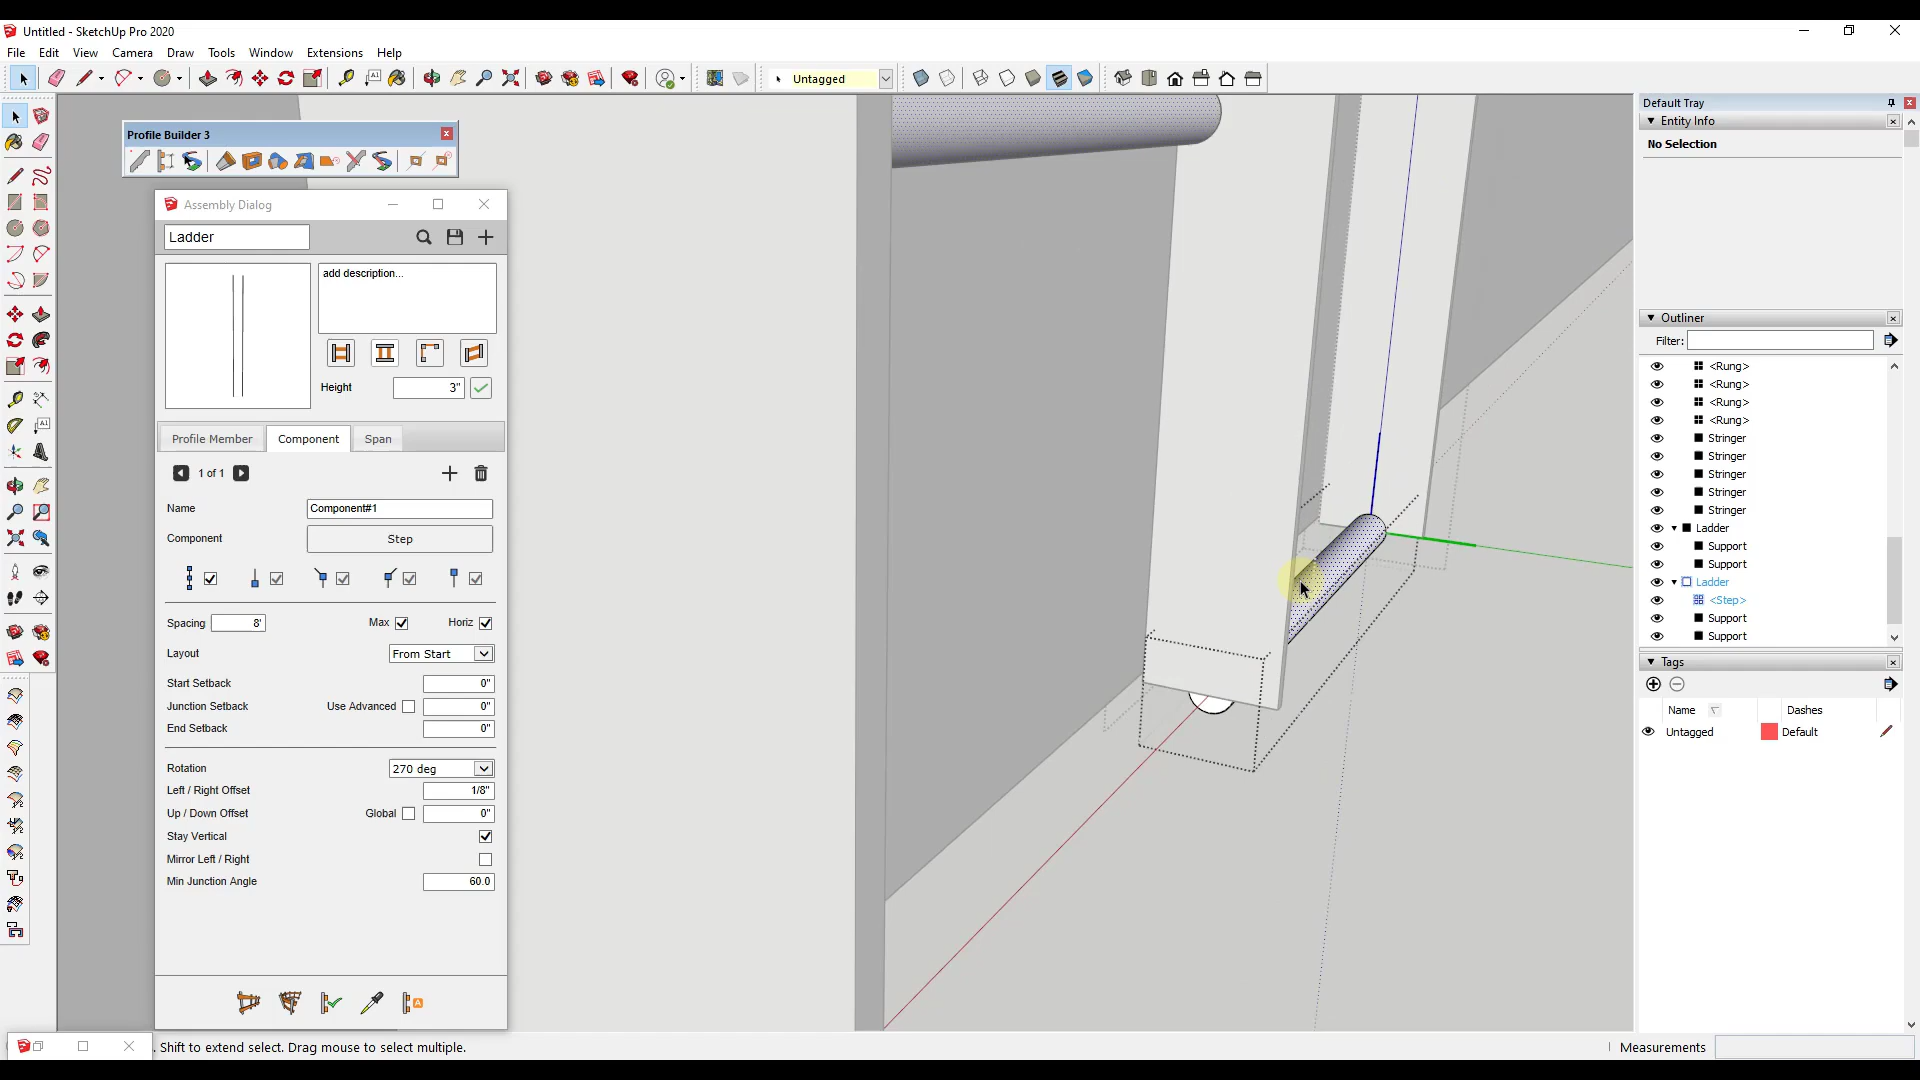 Untitled - SketchUp Pro 2020
File Edit View Camera Draw Tools Window Extensions Help
Untagged
Profile Builder 3
Assembly Dialog
Ladder
add description...
Height 3"
Profile Member Component Span
1 of 1
Name Component#1
Component Step
Spacing 8' Max Horiz
Layout From Start
Start Setback 0"
Junction Setback Use Advanced 0"
End Setback 0"
Rotation 270 deg
Left / Right Offset 1/8"
Up / Down Offset Global 0"
Stay Vertical
Mirror Left / Right
Min Junction Angle 60.0
Default Tray
Entity Info
No Selection
Outliner
Filter:
<Rung>
<Rung>
<Rung>
<Rung>
Stringer
Stringer
Stringer
Stringer
Stringer
Ladder
Support
Support
Ladder
<Step>
Support
Support
Tags
Name Dashes
Untagged Default
. Shift to extend select. Drag mouse to select multiple.
Measurements